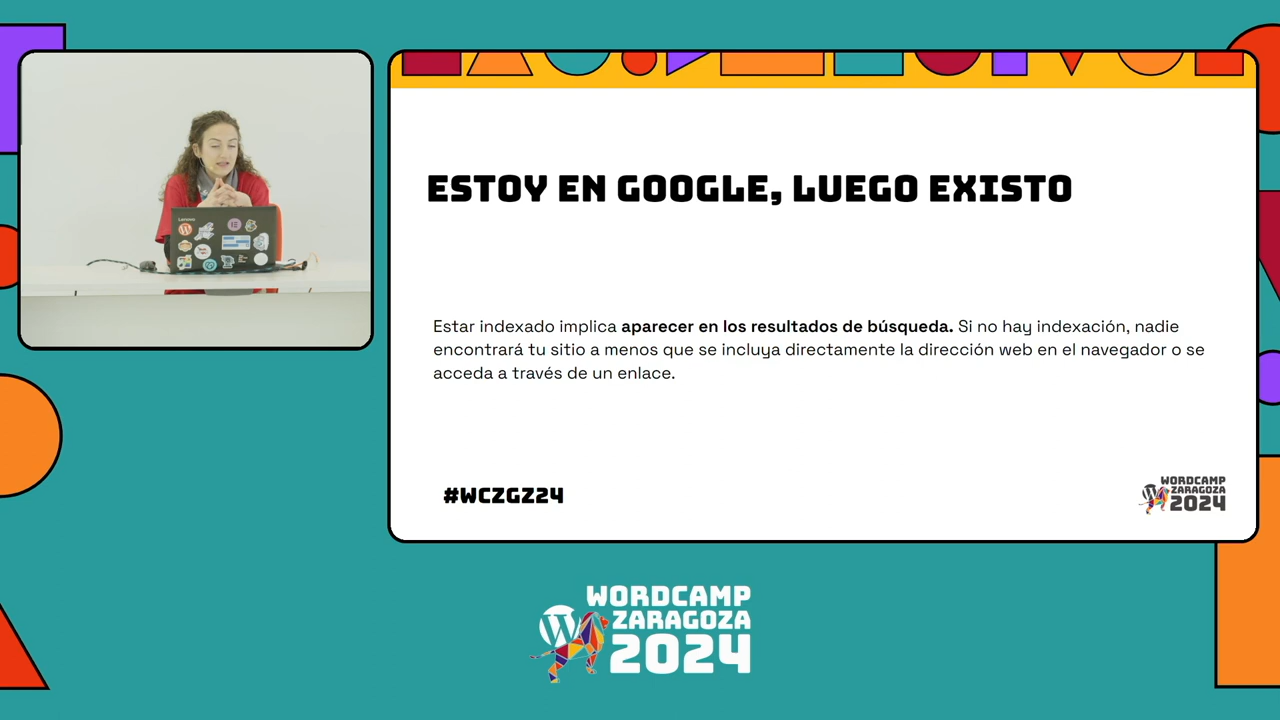 ESTOY EN GOOGLE, LUEGO EXISTO
Estar indexado implica aparecer en los resultados de búsqueda. Si no hay indexación, nadie
encontrará tu sitio a menos que se incluya directamente la dirección web en el navegador o se
acceda a través de un enlace.
#WCZGZ24
WORDCAMP
ZARAGOZA
2024
Lenovo
WORDCAMP
ZARAGOZA
2024